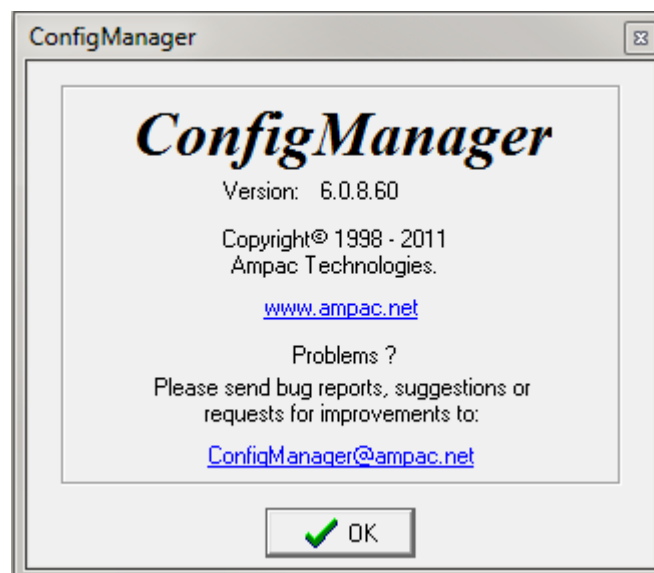 ConfigManager
ConfigManager
Version: 6.0.8.60
Copyright© 1998 - 2011
Ampac Technologies.
www.ampac.net
Problems ?
Please send bug reports, suggestions or
requests for improvements to:
ConfigManager@ampac.net
OK